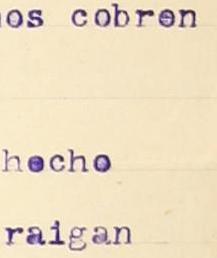 os cobren
hecho
raigan